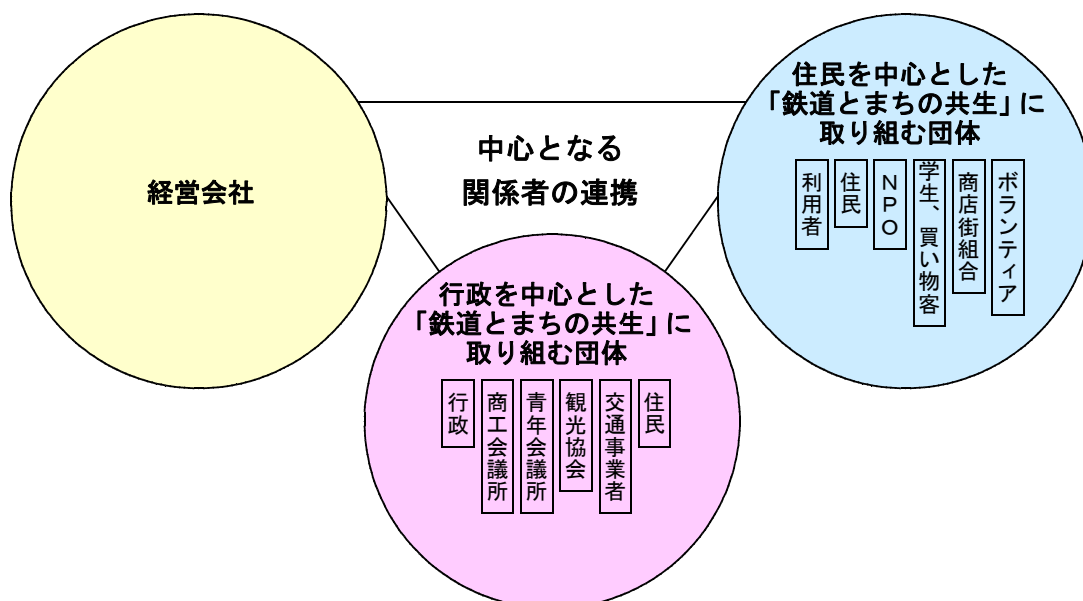 経営会社
中心となる
関係者の連携
住民を中心とした
「鉄道とまちの共生」に
取り組む団体
利用者
住民
NPO
学生、買い物客
商店街組合
ボランティア
行政を中心とした
「鉄道とまちの共生」に
取り組む団体
行政
商工会議所
青年会議所
観光協会
交通事業者
住民